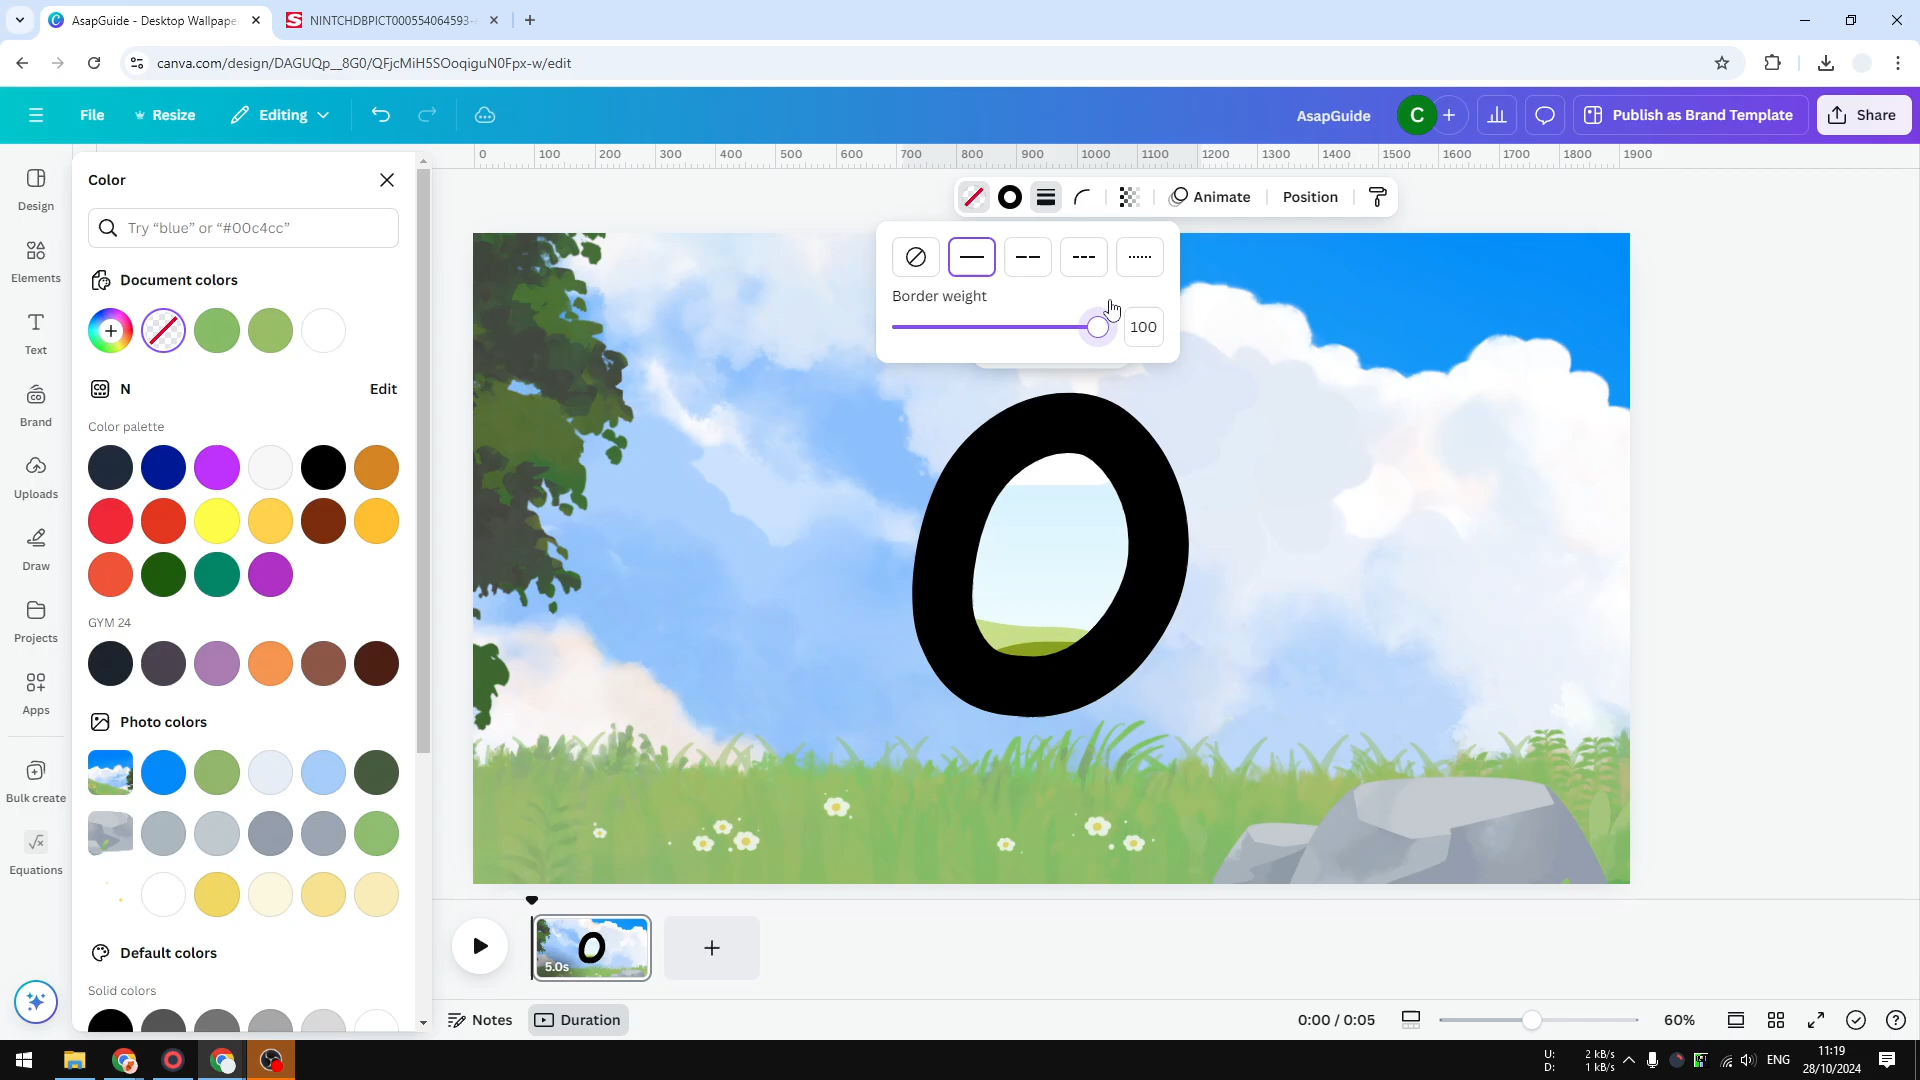 AsapGuide - Desktop Wallpape
NINTCHDBPICT000554064593-
canva.com/design/DAGUQp__8G0/QFjcMiH5SOoqiguN0Fpx-w/edit
File
Resize
Editing
AsapGuide
C
Publish as Brand Template
Share
0 100 200 300 400 500 600 700 800 900 1000 1100 1200 1300 1400 1500 1600 1700 1800 1900
Design
Elements
Text
Brand
Uploads
Draw
Projects
Apps
Bulk create
Equations
Color
Try “blue” or “#00c4cc”
Document colors
N
Edit
Color palette
GYM 24
Photo colors
Default colors
Solid colors
Animate
Position
Border weight
100
5.0s
Notes
Duration
0:00 / 0:05
60%
U: 2 kB/s
D: 1 kB/s
ENG
11:19
28/10/2024